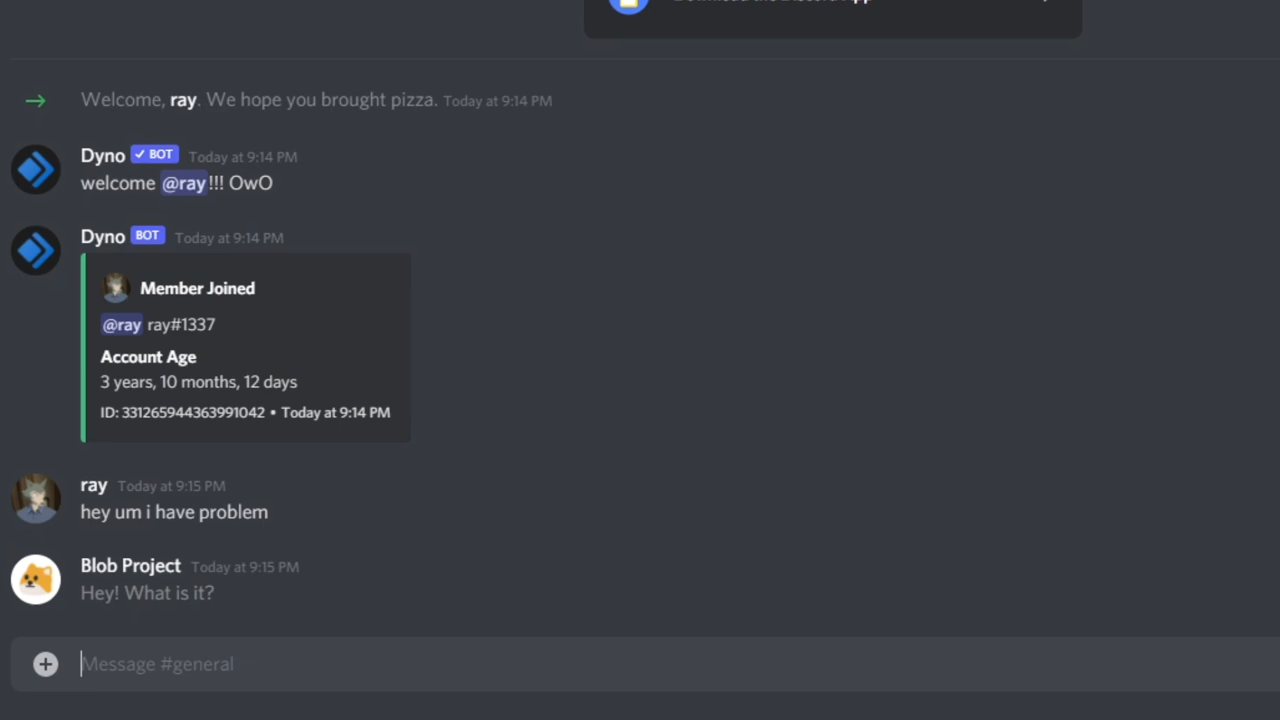 Welcome, ray. We hope you brought pizza. Today at 9:14 PM
Dyno BOT Today at 9:14 PM
welcome @ray!!! OwO
Dyno BOT Today at 9:14 PM
Member Joined
@ray ray#1337
Account Age
3 years, 10 months, 12 days
ID: 331265944363991042 • Today at 9:14 PM
ray Today at 9:15 PM
hey um i have problem
Blob Project Today at 9:15 PM
Hey! What is it?
Message #general